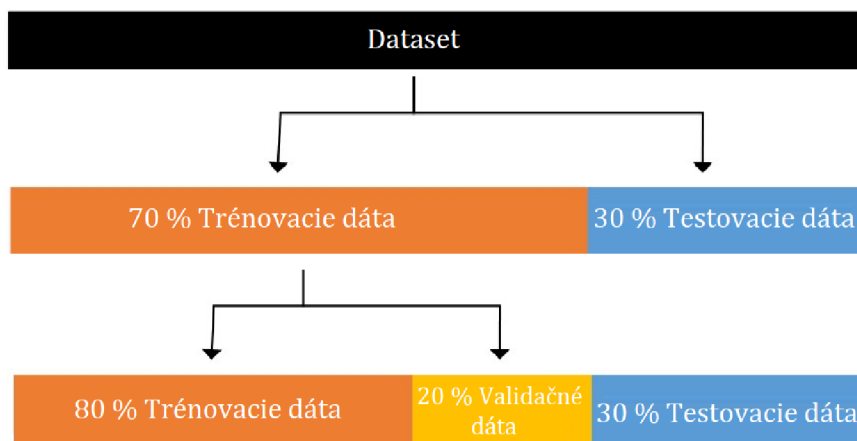 Dataset
70 % Trénovacie dáta
30 % Testovacie dáta
80 % Trénovacie dáta
20 % Validačné
dáta
30 % Testovacie dáta